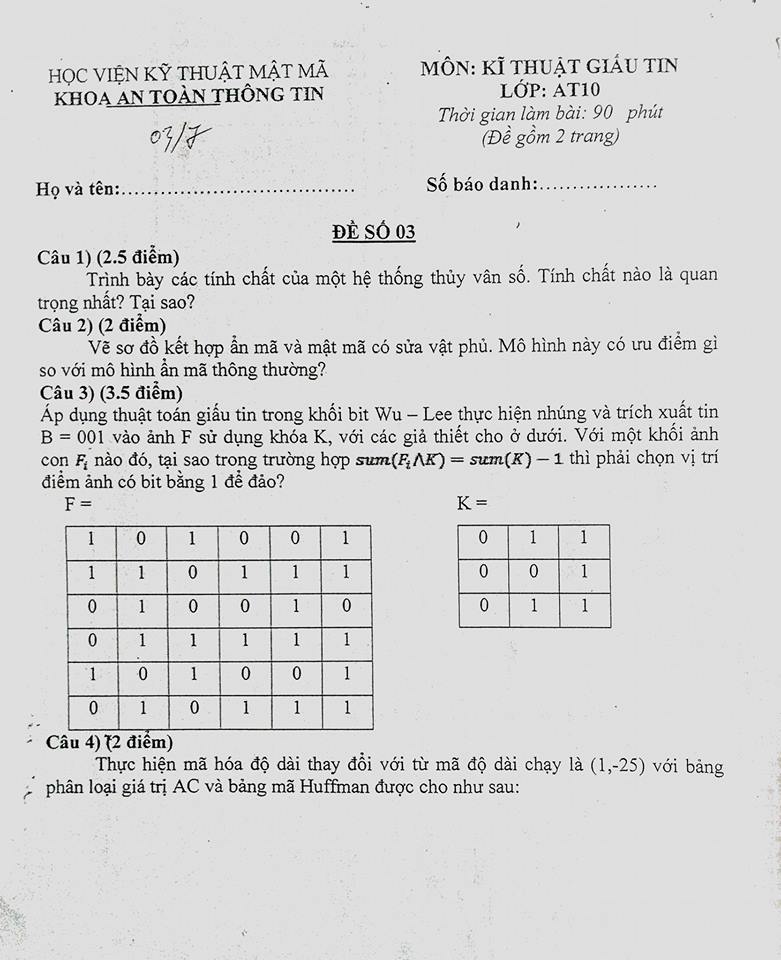 HỌC VIỆN KỸ THUẬT MẬT MÃ
KHOA AN TOÀN THÔNG TIN
03/7
MÔN: KĨ THUẬT GIẤU TIN
LỚP: AT10
Thời gian làm bài: 90 phút
(Đề gồm 2 trang)
Họ và tên:...................................
Số báo danh:..................
ĐỀ SỐ 03
Câu 1) (2.5 điểm)
Trình bày các tính chất của một hệ thống thủy vân số. Tính chất nào là quan
trọng nhất? Tại sao?
Câu 2) (2 điểm)
Vẽ sơ đồ kết hợp ẩn mã và mật mã có sửa vật phủ. Mô hình này có ưu điểm gì
so với mô hình ẩn mã thông thường?
Câu 3) (3.5 điểm)
Áp dụng thuật toán giấu tin trong khối bit Wu – Lee thực hiện nhúng và trích xuất tin
B = 001 vào ảnh F sử dụng khóa K, với các giả thiết cho ở dưới. Với một khối ảnh
con Fᵢ nào đó, tại sao trong trường hợp sum(Fᵢ∧K) = sum(K) − 1 thì phải chọn vị trí
điểm ảnh có bit bằng 1 để đảo?
F =
1 0 1 0 0 1
1 1 0 1 1 1
0 1 0 0 1 0
0 1 1 1 1 1
1 0 1 0 0 1
0 1 0 1 1 1
K =
0 1 1
0 0 1
0 1 1
Câu 4) (2 điểm)
Thực hiện mã hóa độ dài thay đổi với từ mã độ dài chạy là (1,-25) với bảng
phân loại giá trị AC và bảng mã Huffman được cho như sau: